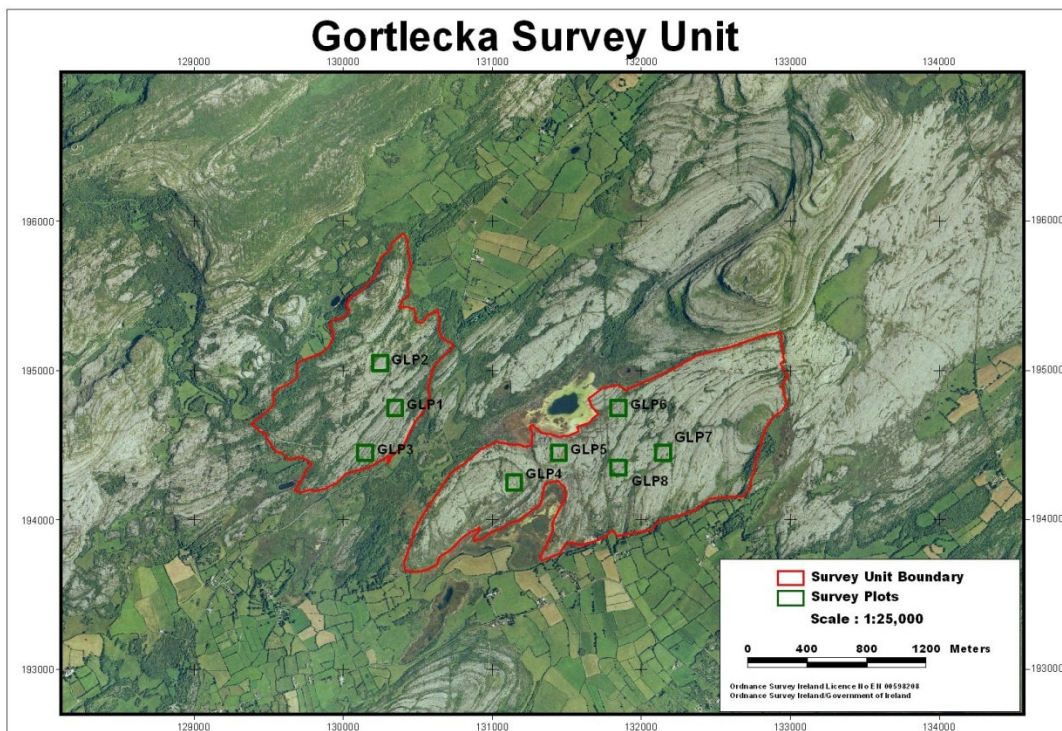 Gortlecka Survey Unit
129000 130000 131000 132000 133000 134000
196000 196000
GLP2
195000 195000
GLP1
GLP6
GLP3 GLP5 GLP7
GLP4 GLP8
194000 194000
Survey Unit Boundary
Survey Plots
Scale : 1:25,000
0 400 800 1200 Meters
193000 193000
Ordnance Survey Ireland Licence No EN 00598208
Ordnance Survey Ireland/Government of Ireland
129000 130000 131000 132000 133000 134000